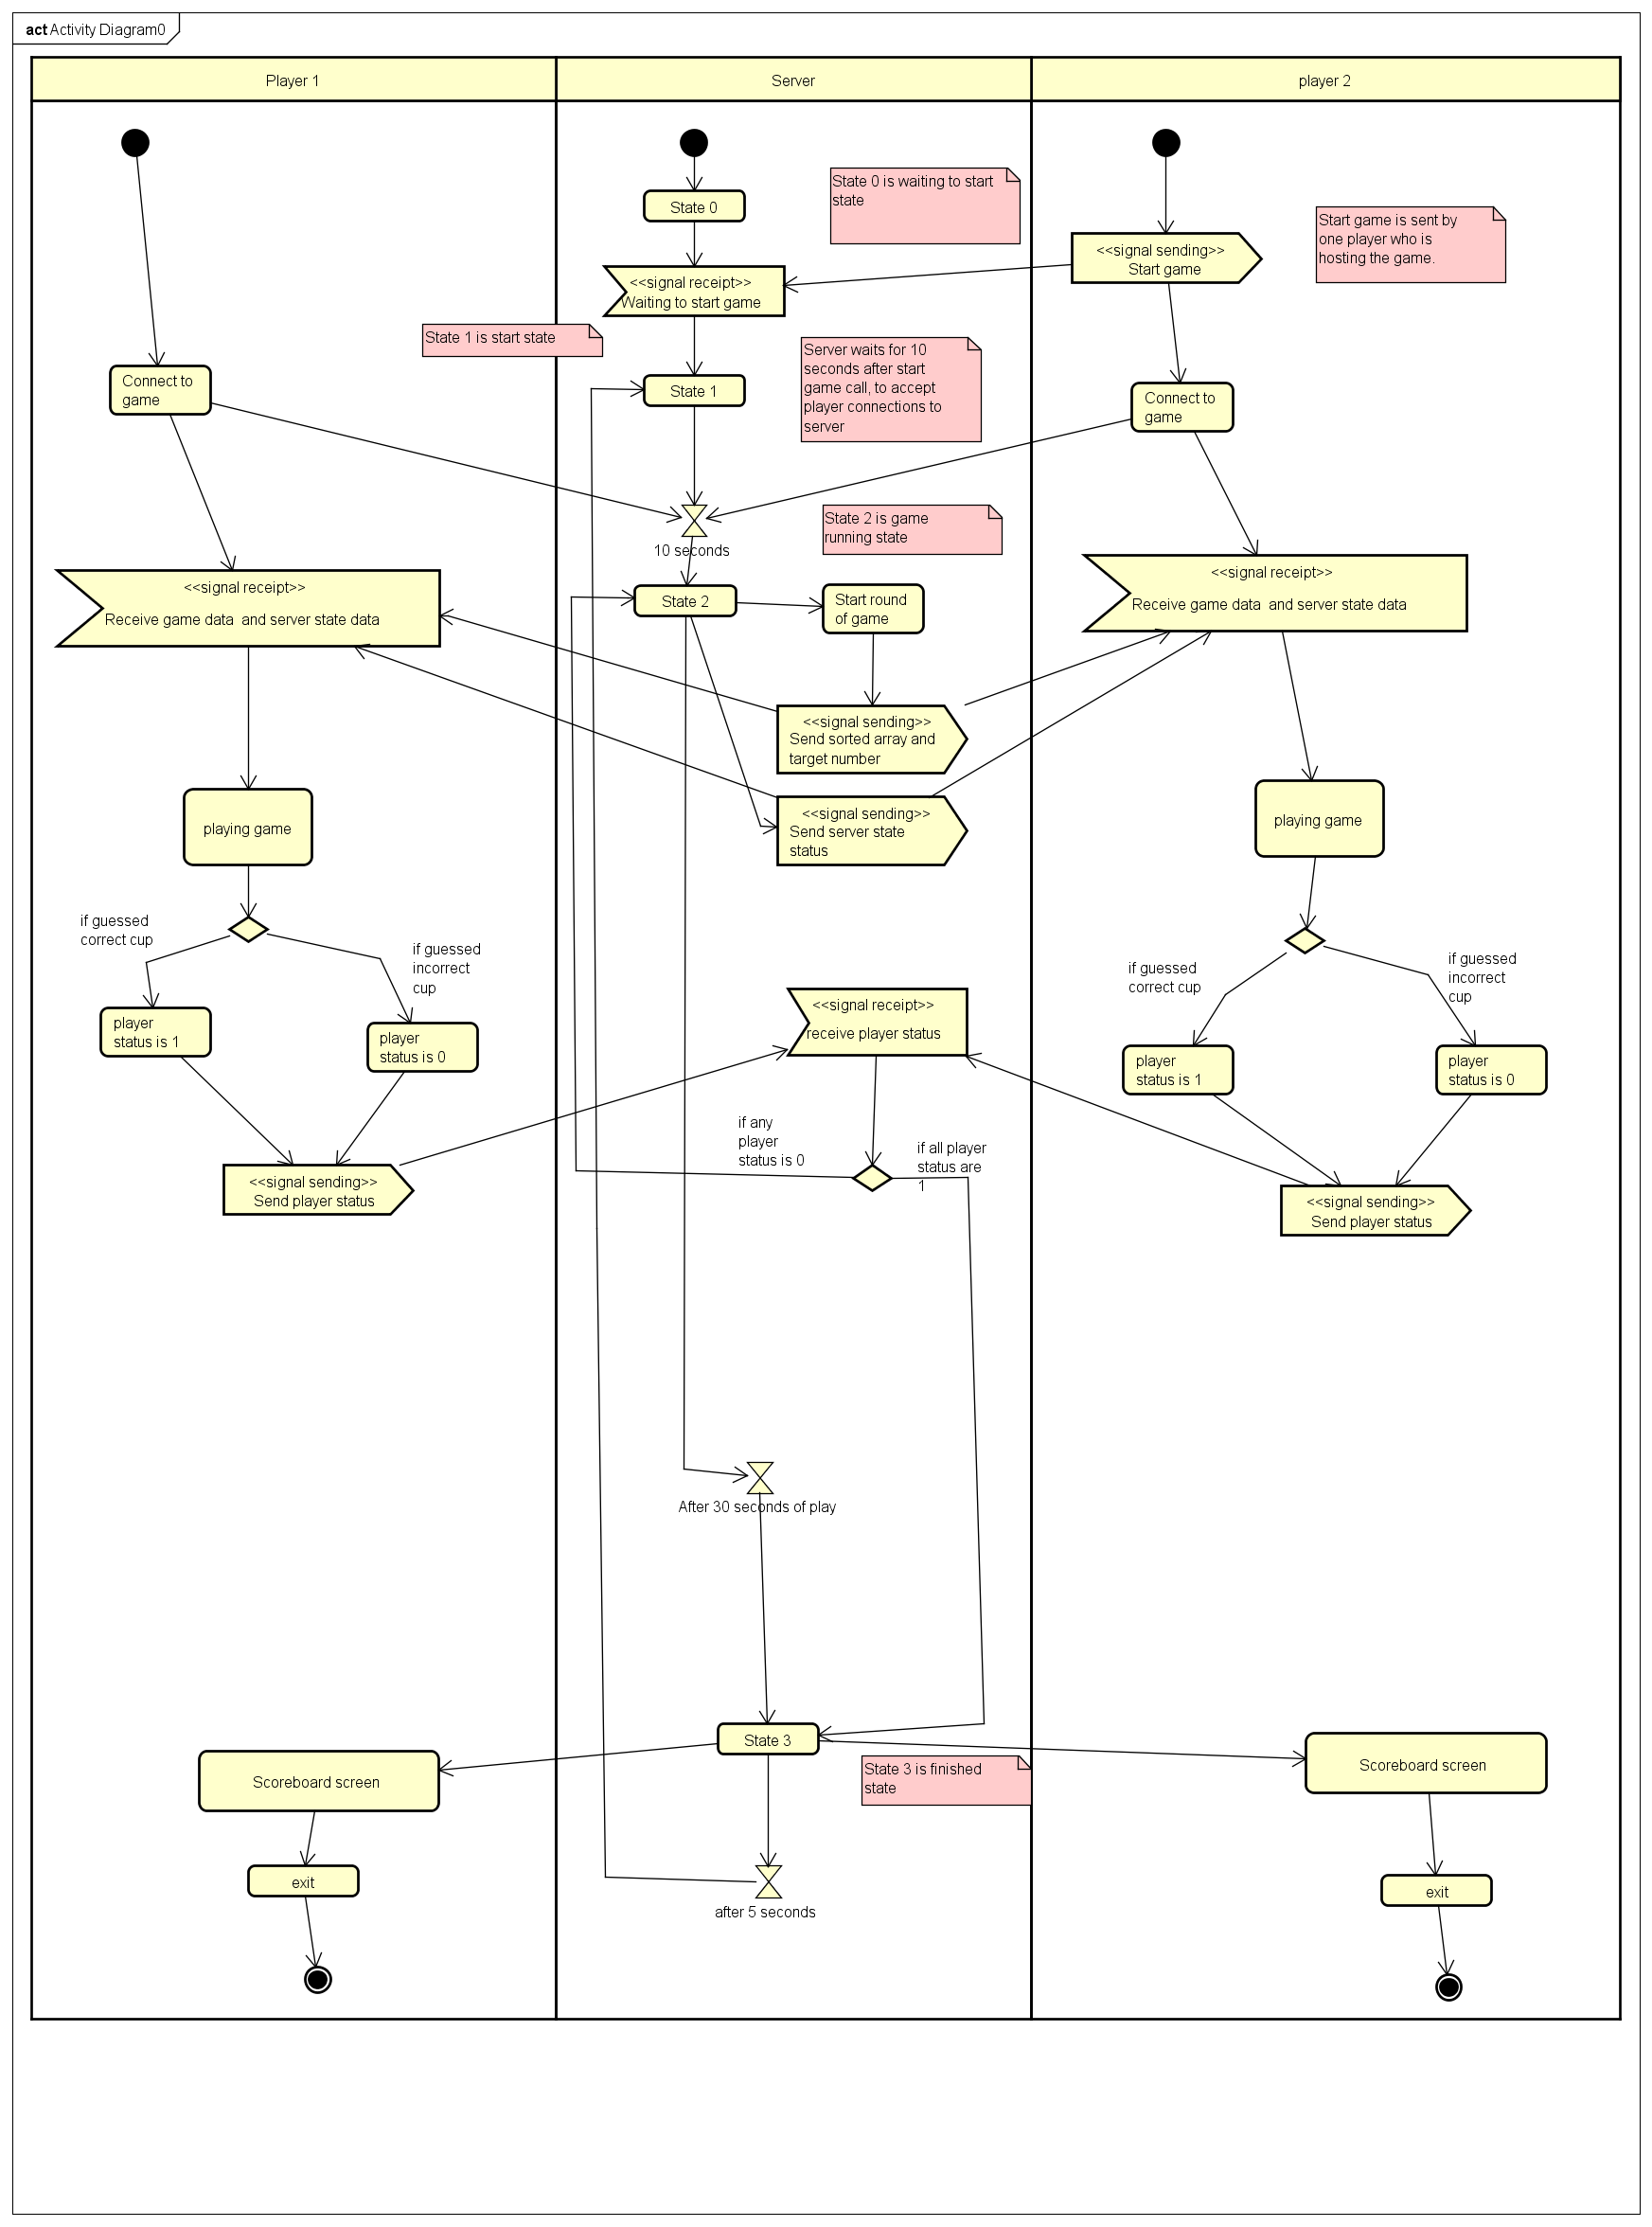 act Activity Diagram0
Player 1
Server
player 2
State 0
State 0 is waiting to start
state
<<signal sending>>
Start game
Start game is sent by
one player who is
hosting the game.
<<signal receipt>>
Waiting to start game
State 1 is start state
Server waits for 10
seconds after start
game call, to accept
player connections to
server
Connect to
game
State 1
Connect to
game
10 seconds
State 2 is game
running state
<<signal receipt>>
Receive game data  and server state data
State 2
Start round
of game
<<signal receipt>>
Receive game data  and server state data
<<signal sending>>
Send sorted array and
target number
<<signal sending>>
Send server state
status
playing game
playing game
if guessed
correct cup
if guessed
incorrect
cup
if guessed
correct cup
if guessed
incorrect
cup
player
status is 1
player
status is 0
<<signal receipt>>
receive player status
player
status is 1
player
status is 0
if any
player
status is 0
if all player
status are
1
<<signal sending>>
Send player status
<<signal sending>>
Send player status
After 30 seconds of play
State 3
State 3 is finished
state
Scoreboard screen
Scoreboard screen
exit
exit
after 5 seconds